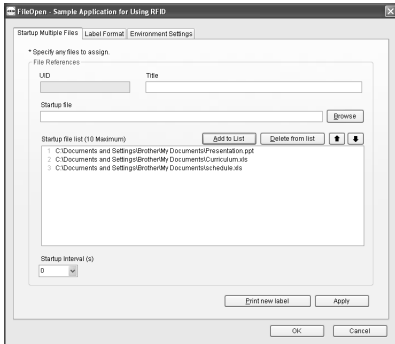 FileOpen - Sample Application for Using RFID
Startup Multiple Files Label Format Environment Settings
* Specify any files to assign.
File References
UID Title
Startup file
Browse
Startup file list (10 Maximum) Add to List Delete from list
1 C:\Documents and Settings\Brother\My Documents\Presentation.ppt
2 C:\Documents and Settings\Brother\My Documents\Curriculum.xls
3 C:\Documents and Settings\Brother\My Documents\schedule.xls
Startup Interval (s)
0
Print new label Apply
OK Cancel